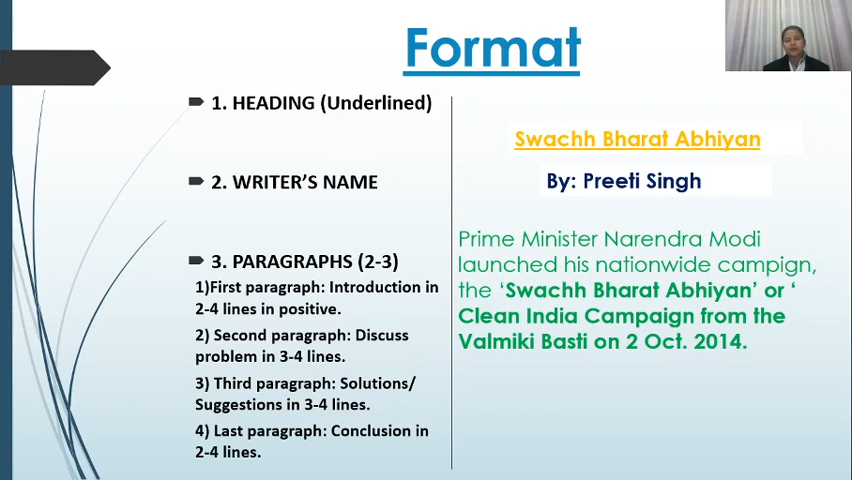 Format
1. HEADING (Underlined)
2. WRITER’S NAME
3. PARAGRAPHS (2-3)
1)First paragraph: Introduction in
2-4 lines in positive.
2) Second paragraph: Discuss
problem in 3-4 lines.
3) Third paragraph: Solutions/
Suggestions in 3-4 lines.
4) Last paragraph: Conclusion in
2-4 lines.
Swachh Bharat Abhiyan
By: Preeti Singh
Prime Minister Narendra Modi
launched his nationwide campign,
the ‘Swachh Bharat Abhiyan’ or ‘
Clean India Campaign from the
Valmiki Basti on 2 Oct. 2014.